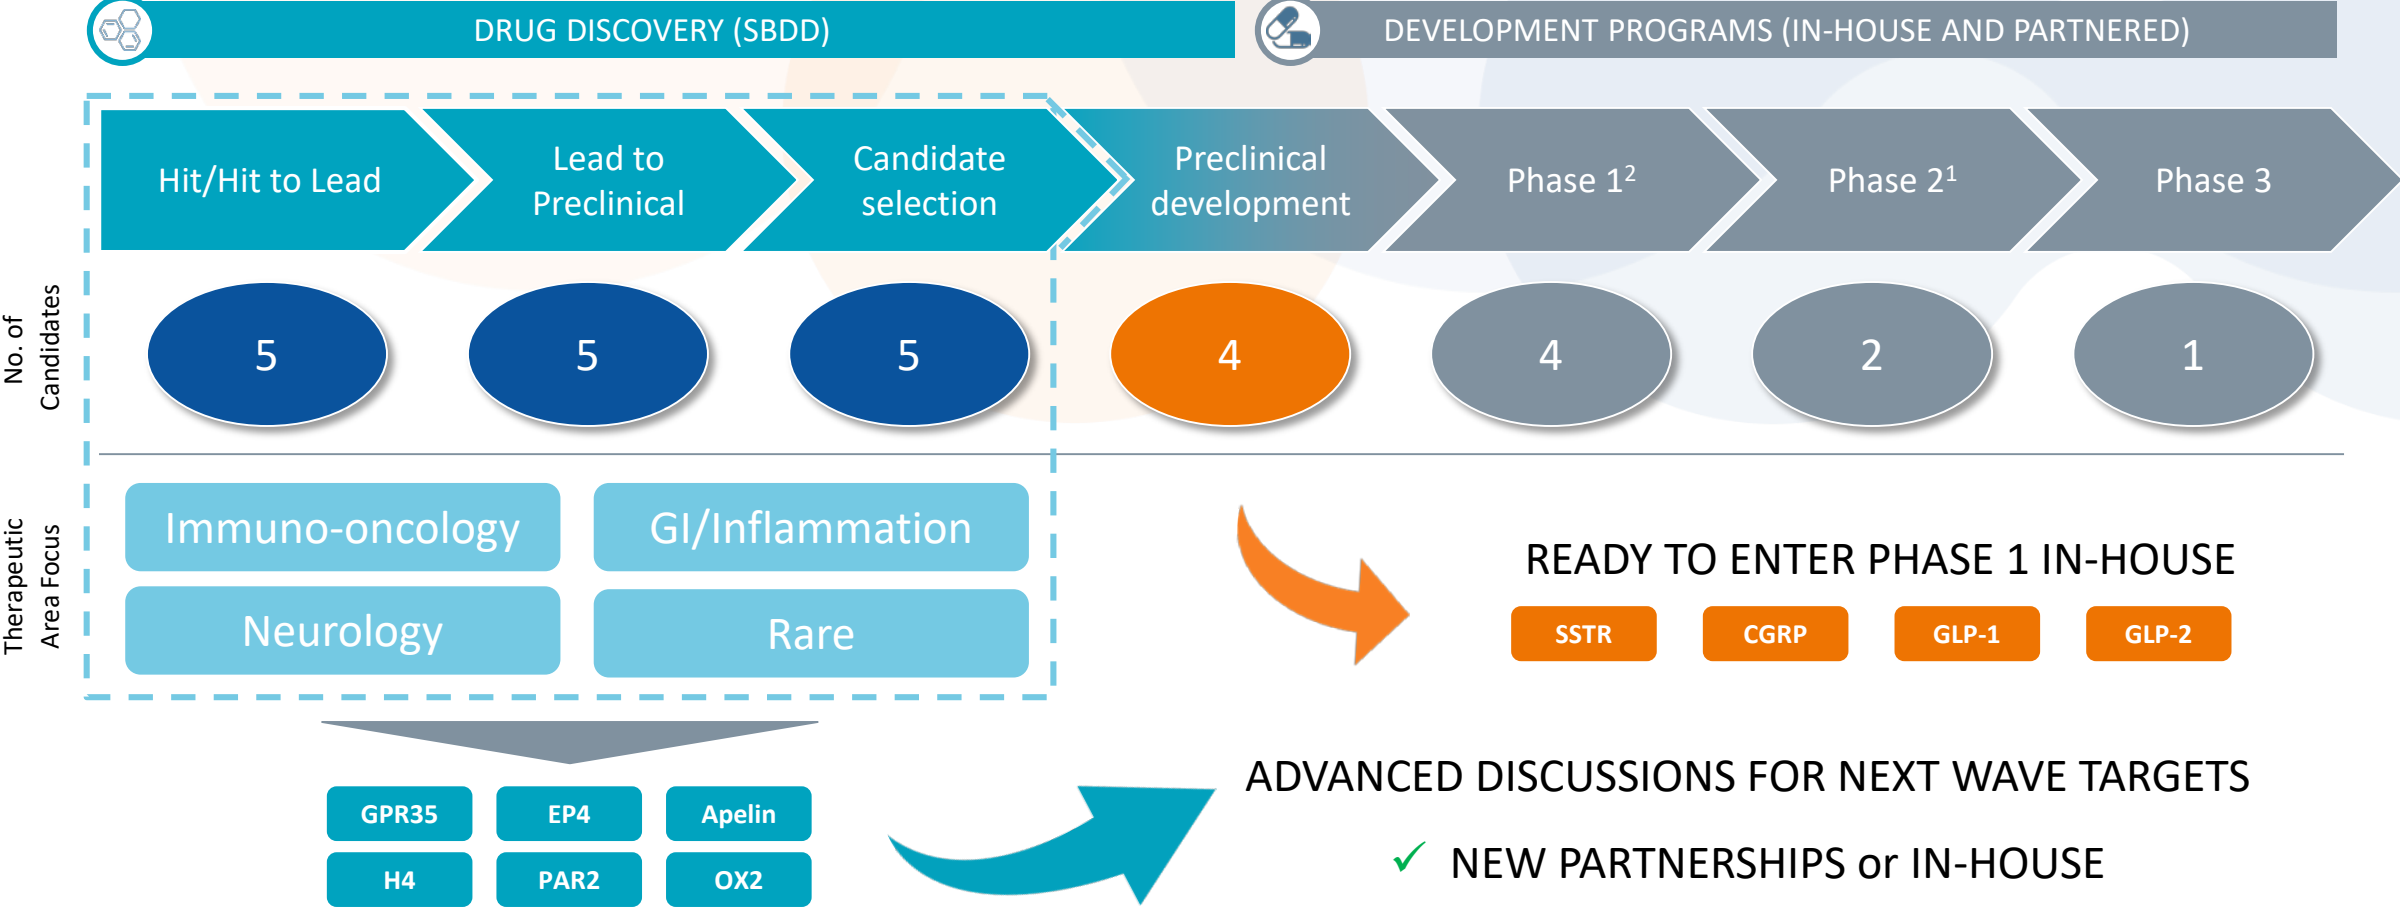 DRUG DISCOVERY (SBDD)
DEVELOPMENT PROGRAMS (IN-HOUSE AND PARTNERED)
Hit/Hit to Lead
Lead to
Preclinical
Candidate
selection
Preclinical
development
Phase 1²
Phase 2¹
Phase 3
No. of
Candidates
5
5
5
4
4
2
1
Therapeutic
Area Focus
Immuno-oncology
GI/Inflammation
Neurology
Rare
READY TO ENTER PHASE 1 IN-HOUSE
SSTR
CGRP
GLP-1
GLP-2
GPR35
EP4
Apelin
H4
PAR2
OX2
ADVANCED DISCUSSIONS FOR NEXT WAVE TARGETS
✓ NEW PARTNERSHIPS or IN-HOUSE